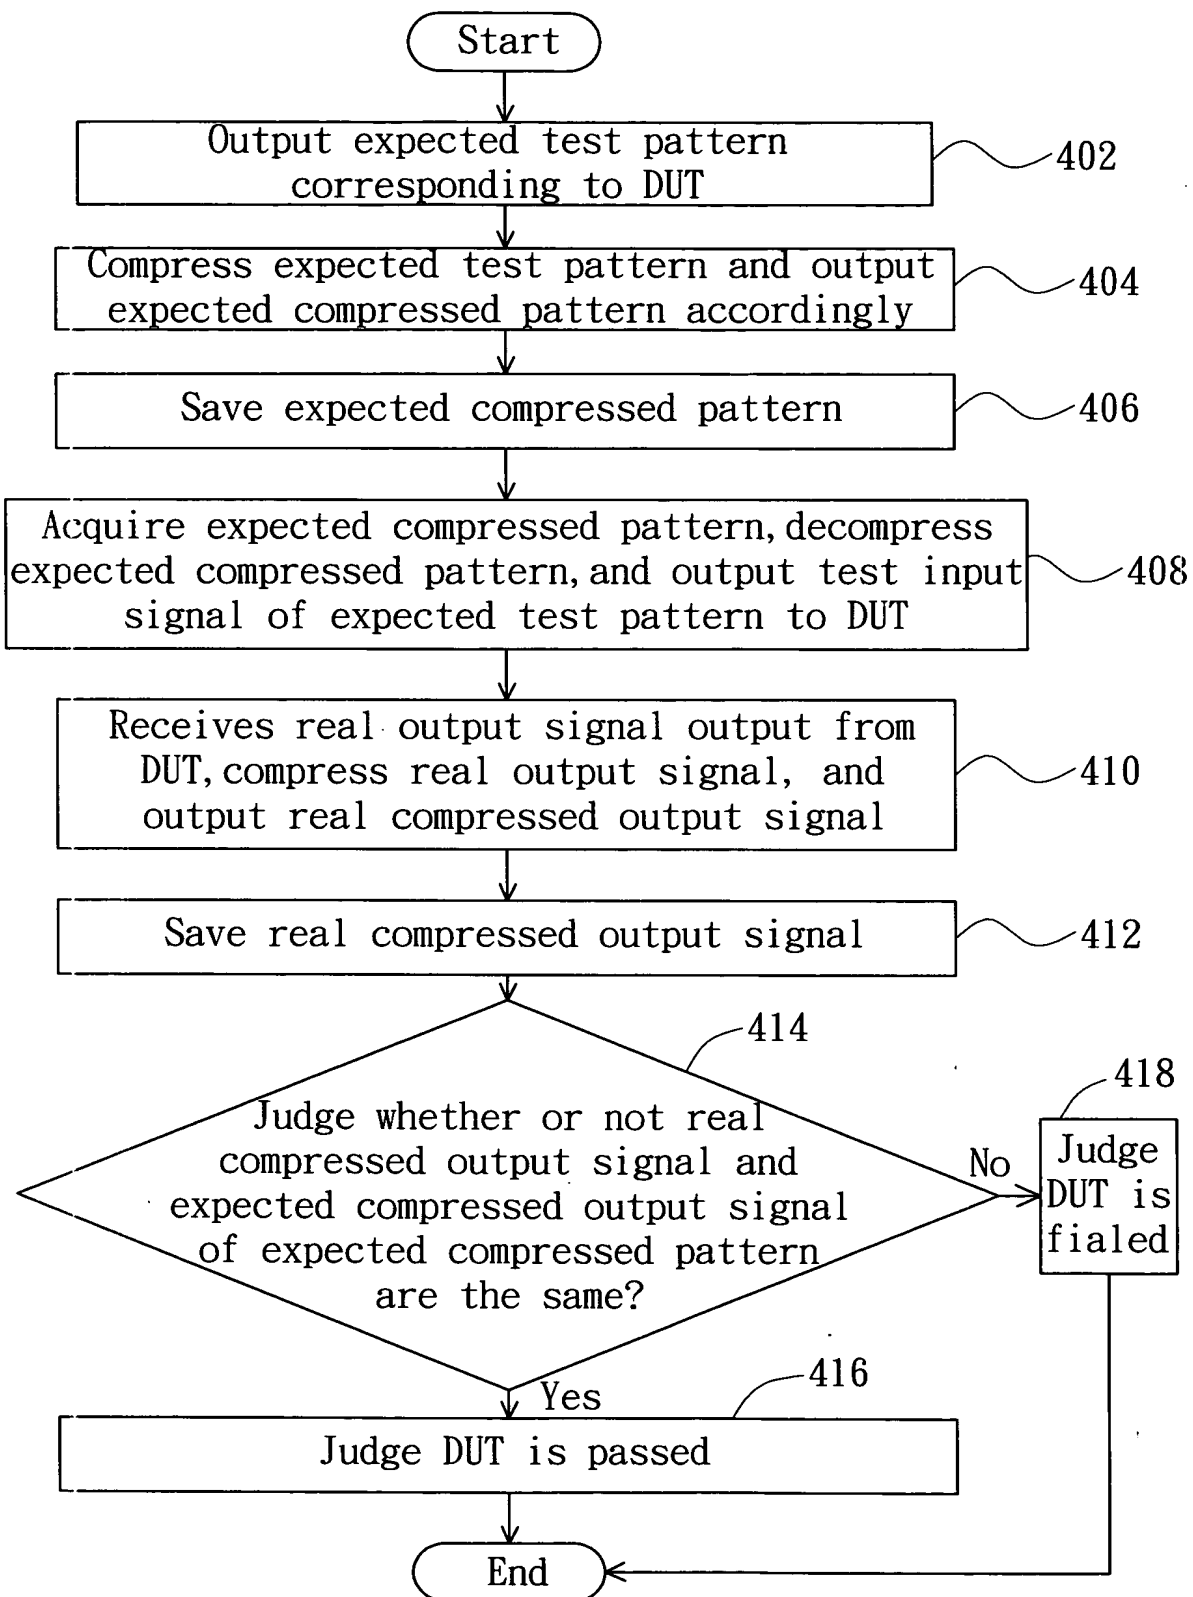 Start
Output expected test pattern
corresponding to DUT
402
Compress expected test pattern and output
expected compressed pattern accordingly
404
Save expected compressed pattern
406
Acquire expected compressed pattern, decompress
expected compressed pattern, and output test input
signal of expected test pattern to DUT
408
Receives real output signal output from
DUT, compress real output signal, and
output real compressed output signal
410
Save real compressed output signal
412
414
Judge whether or not real
compressed output signal and
expected compressed output signal
of expected compressed pattern
are the same?
No
418
Judge
DUT is
fialed
Yes
416
Judge DUT is passed
End